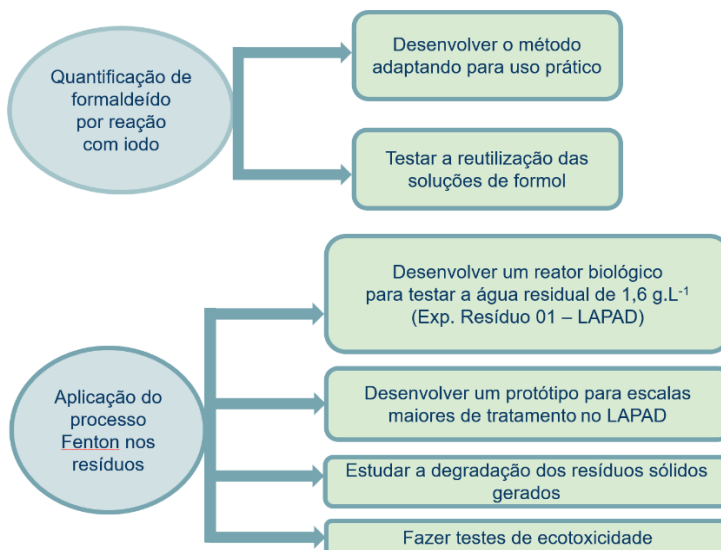 Quantificação de
formaldeído
por reação
com iodo
Desenvolver o método
adaptando para uso prático
Testar a reutilização das
soluções de formol
Aplicação do
processo
Fenton nos
resíduos
Desenvolver um reator biológico
para testar a água residual de 1,6 g.L⁻¹
(Exp. Resíduo 01 – LAPAD)
Desenvolver um protótipo para escalas
maiores de tratamento no LAPAD
Estudar a degradação dos resíduos sólidos
gerados
Fazer testes de ecotoxicidade